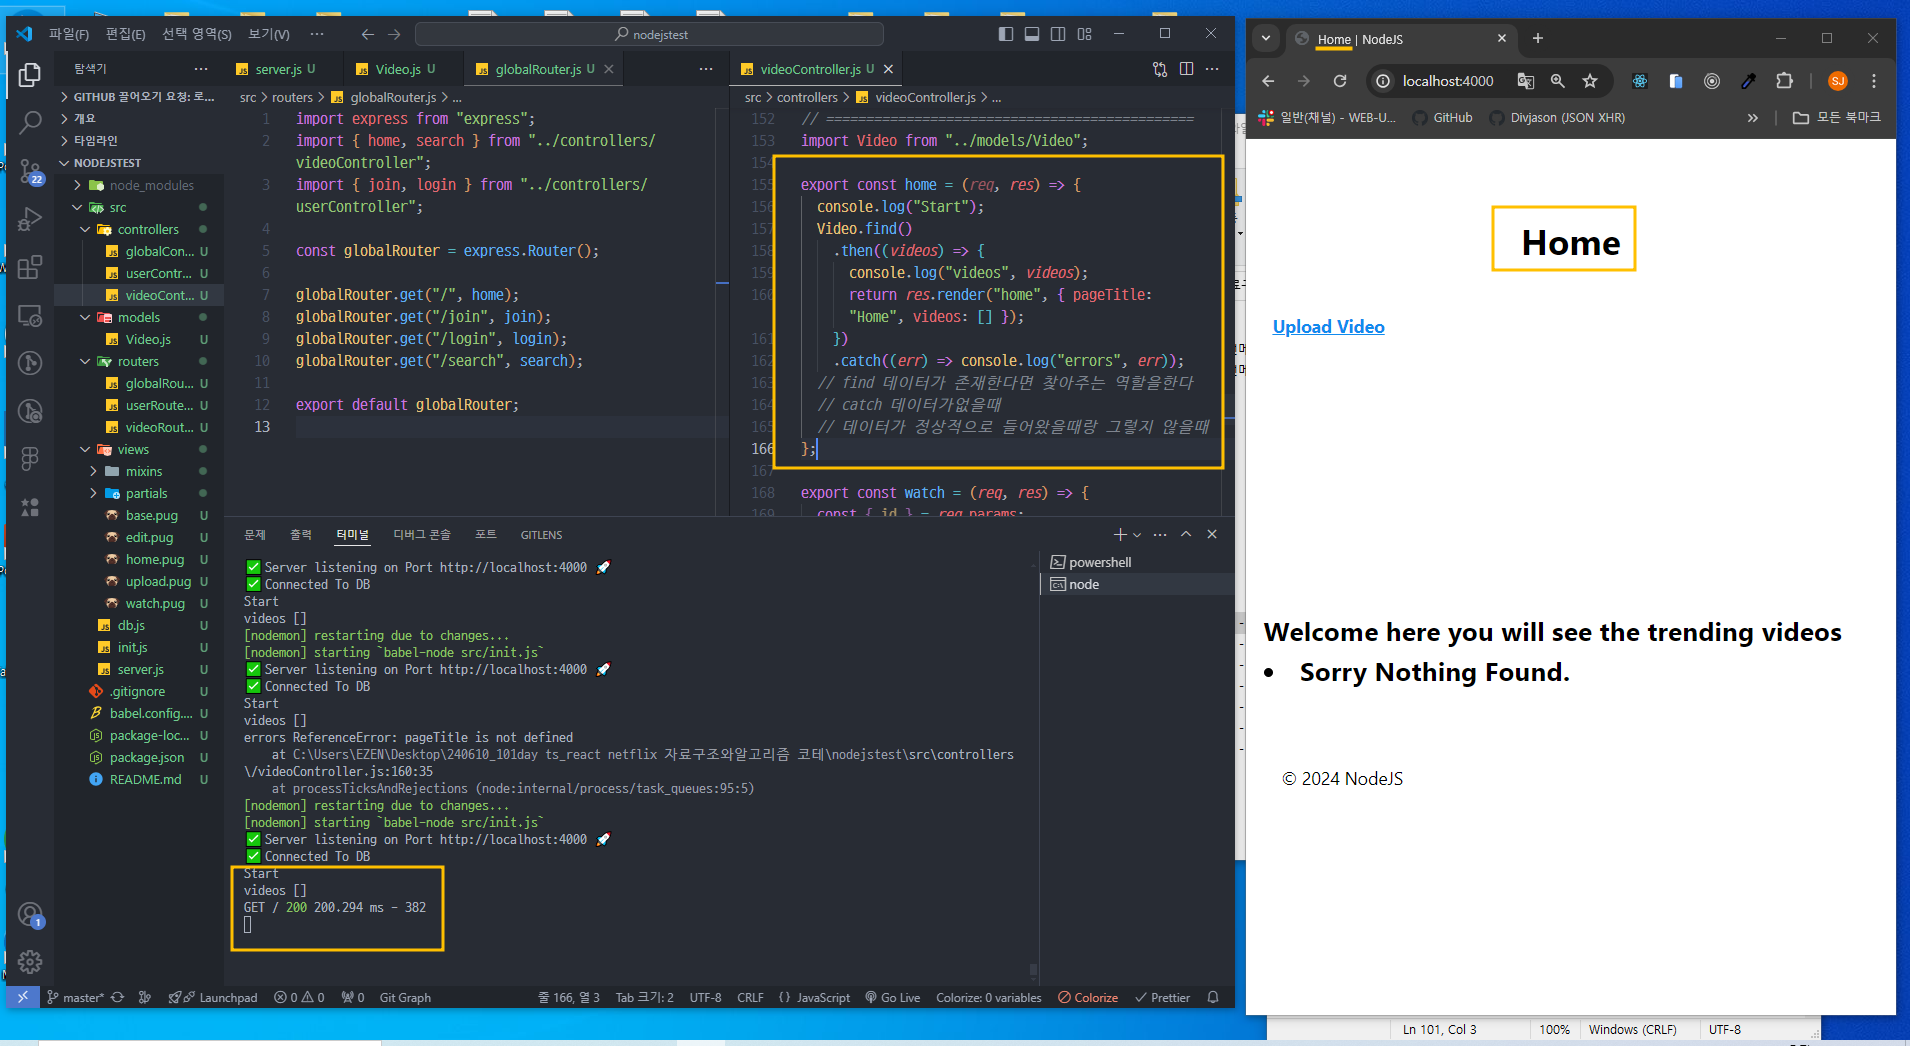 파일(F) 편집(E) 선택 영역(S) 보기(V) ··· nodejstest
탐색기 ···
GITHUB 끌어오기 요청: 로...
개요
타임라인
NODEJSTEST
node_modules
src
controllers
globalCon... U
userContr... U
videoCont... U
models
Video.js U
routers
globalRou... U
userRoute... U
videoRout... U
views
mixins
partials
base.pug U
edit.pug U
home.pug U
upload.pug U
watch.pug U
db.js U
init.js U
server.js U
.gitignore U
babel.config.... U
package-loc... U
package.json U
README.md U
22
1
server.js U Video.js U globalRouter.js U ···
src > routers > globalRouter.js > ...
1 import express from "express";
2 import { home, search } from "../controllers/
videoController";
3 import { join, login } from "../controllers/
userController";
4
5 const globalRouter = express.Router();
6
7 globalRouter.get("/", home);
8 globalRouter.get("/join", join);
9 globalRouter.get("/login", login);
10 globalRouter.get("/search", search);
11
12 export default globalRouter;
13
videoController.js U ···
src > controllers > videoController.js > ...
152 // ==============================================
153 import Video from "../models/Video";
154
155 export const home = (req, res) => {
156 console.log("Start");
157 Video.find()
158 .then((videos) => {
159 console.log("videos", videos);
160 return res.render("home", { pageTitle:
"Home", videos: [] });
161 })
162 .catch((err) => console.log("errors", err));
163 // find 데이터가 존재한다면 찾아주는 역할을한다
164 // catch 데이터가없을때
165 // 데이터가 정상적으로 들어왔을때랑 그렇지 않을때
166 };
167
168 export const watch = (req, res) => {
169 const { id } = req.params;
문제 출력 터미널 디버그 콘솔 포트 GITLENS
✅ Server listening on Port http://localhost:4000 🚀
✅ Connected To DB
Start
videos []
[nodemon] restarting due to changes...
[nodemon] starting `babel-node src/init.js`
✅ Server listening on Port http://localhost:4000 🚀
✅ Connected To DB
Start
videos []
errors ReferenceError: pageTitle is not defined
at C:\Users\EZEN\Desktop\240610_101day ts_react netflix 자료구조와알고리즘 코테\nodejstest\src\controllers
\/videoController.js:160:35
at processTicksAndRejections (node:internal/process/task_queues:95:5)
[nodemon] restarting due to changes...
[nodemon] starting `babel-node src/init.js`
✅ Server listening on Port http://localhost:4000 🚀
✅ Connected To DB
Start
videos []
GET / 200 200.294 ms - 382
powershell
node
master* Launchpad 0 0 0 Git Graph 줄 166, 열 3 Tab 크기: 2 UTF-8 CRLF {} JavaScript Go Live Colorize: 0 variables Colorize Prettier
Home | NodeJS
localhost:4000
SJ
일반(채널) - WEB-U... GitHub Divjason (JSON XHR) » 모든 북마크
Home
Upload Video
Welcome here you will see the trending videos
• Sorry Nothing Found.
© 2024 NodeJS
Ln 101, Col 3 100% Windows (CRLF) UTF-8